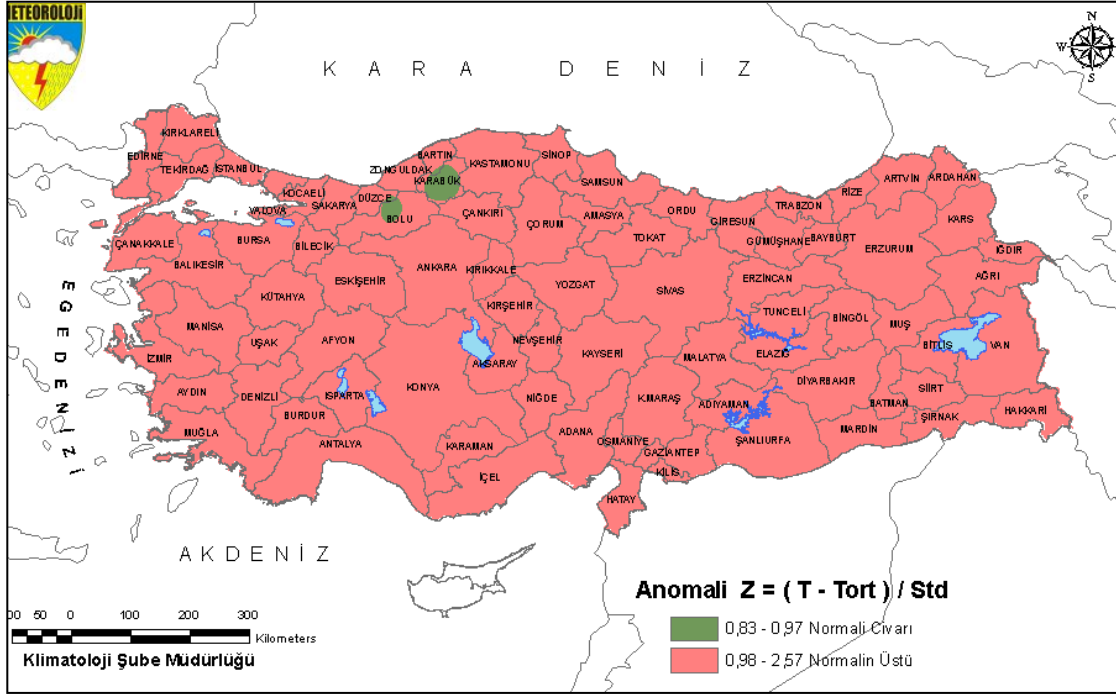 METEOROLOJİ
N
W E
S
K A R A D E N İ Z
KIRKLARELİ
EDİRNE
TEKİRDAĞ
İSTANBUL
BARTIN
KASTAMONU
SİNOP
ZONGULDAK
KARABÜK
SAMSUN
ARTVİN
ARDAHAN
KOCAELİ
DÜZCE
SAKARYA
RİZE
TRABZON
YALOVA
BOLU
ÇANKIRI
AMASYA
ORDU
GİRESUN
KARS
ÇORUM
TOKAT
GÜMÜŞHANE
BAYBURT
ERZURUM
ÇANAKKALE
BURSA
BİLECİK
IĞDIR
BALIKESİR
ANKARA
KIRIKKALE
AĞRI
ESKİŞEHİR
ERZİNCAN
YOZGAT
SİVAS
KÜTAHYA
KIRŞEHİR
TUNCELİ
BİNGÖL
MUŞ
MANİSA
UŞAK
AFYON
NEVŞEHİR
BİTLİS
VAN
KAYSERİ
MALATYA
ELAZIĞ
İZMİR
AKSARAY
KONYA
DİYARBAKIR
SİİRT
AYDIN
DENİZLİ
ISPARTA
NİĞDE
K.MARAŞ
ADIYAMAN
BATMAN
HAKKARİ
BURDUR
ŞIRNAK
MUĞLA
ANTALYA
KARAMAN
ADANA
OSMANİYE
ŞANLIURFA
MARDİN
GAZİANTEP
İÇEL
KİLİS
HATAY
E G E D E N İ Z İ
A K D E N İ Z
Anomali Z = ( T - Tort ) / Std
0,83 - 0,97 Normali Civarı
0,98 - 2,57 Normalin Üstü
50 0 100 200 300
Kilometers
Klimatoloji Şube Müdürlüğü